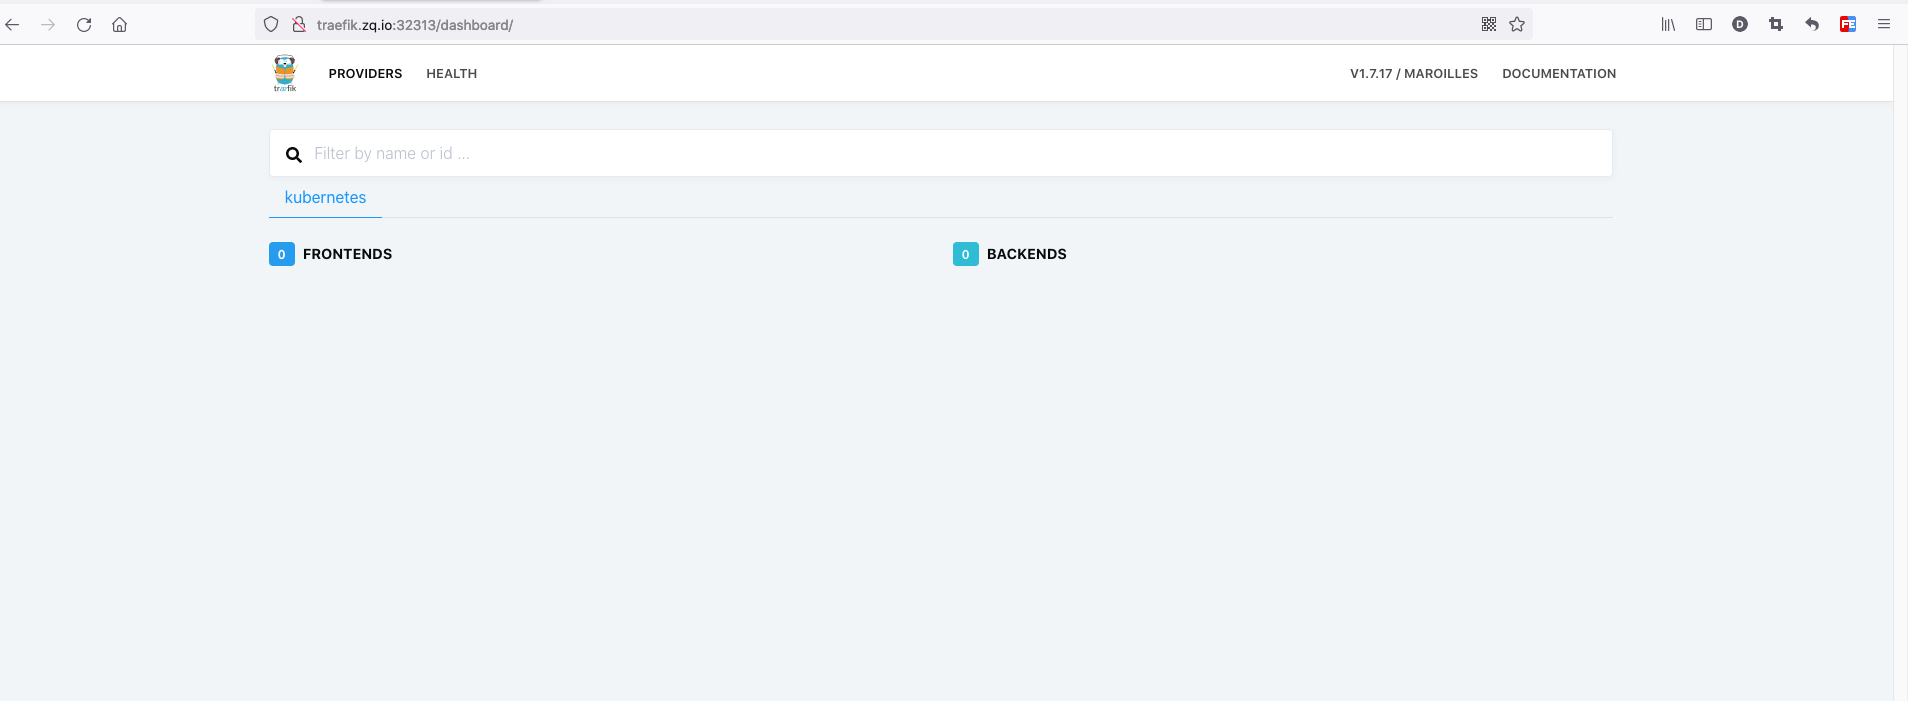 traefik.zq.io:32313/dashboard/
D
træfik
PROVIDERS
HEALTH
V1.7.17 / MAROILLES
DOCUMENTATION
Filter by name or id ...
kubernetes
0 FRONTENDS
0 BACKENDS